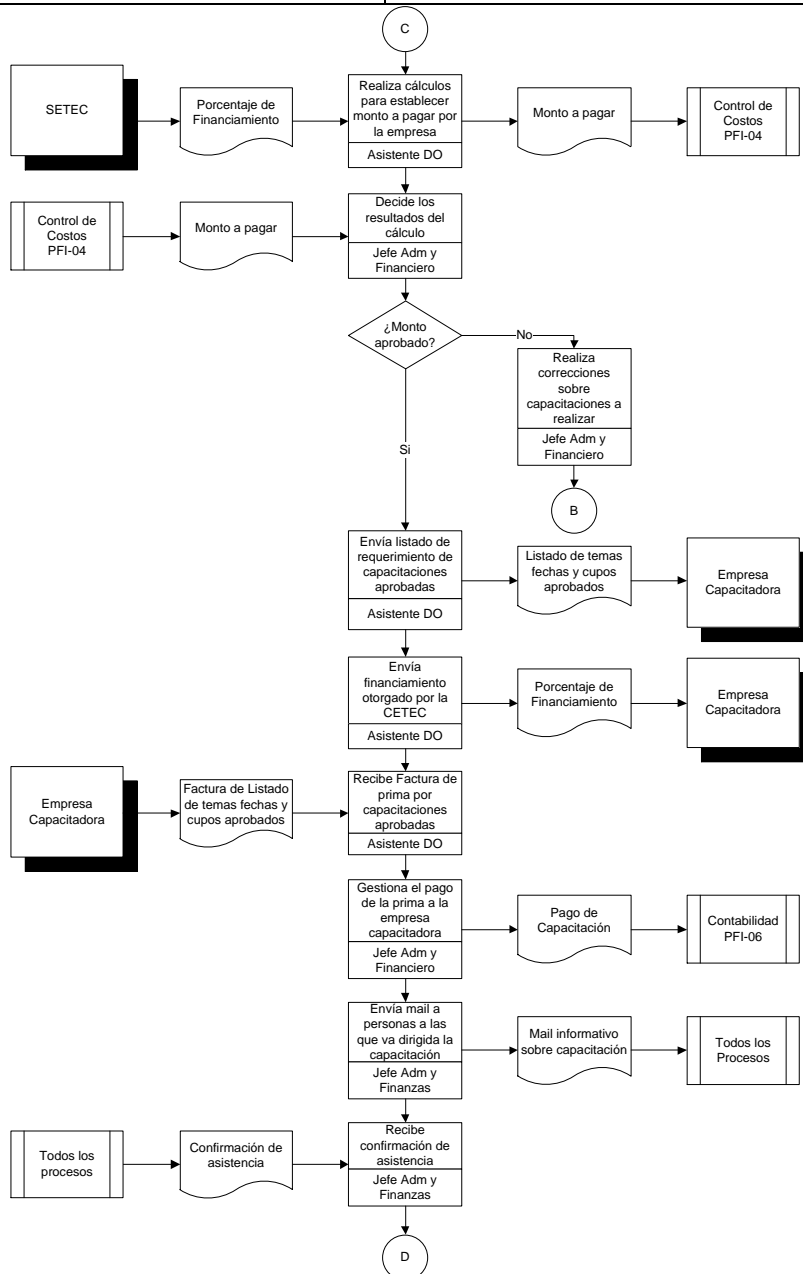 C
SETEC
Porcentaje de
Financiamiento
Realiza cálculos
para establecer
monto a pagar por
la empresa
Asistente DO
Monto a pagar
Control de
Costos
PFI-04
Control de
Costos
PFI-04
Monto a pagar
Decide los
resultados del
cálculo
Jefe Adm y
Financiero
¿Monto
aprobado?
No
Realiza
correcciones
sobre
capacitaciones a
realizar
Jefe Adm y
Financiero
B
Si
Envía listado de
requerimiento de
capacitaciones
aprobadas
Asistente DO
Listado de temas
fechas y cupos
aprobados
Empresa
Capacitadora
Envía
financiamiento
otorgado por la
CETEC
Asistente DO
Porcentaje de
Financiamiento
Empresa
Capacitadora
Empresa
Capacitadora
Factura de Listado
de temas fechas y
cupos aprobados
Recibe Factura de
prima por
capacitaciones
aprobadas
Asistente DO
Gestiona el pago
de la prima a la
empresa
capacitadora
Jefe Adm y
Financiero
Pago de
Capacitación
Contabilidad
PFI-06
Envía mail a
personas a las
que va dirigida la
capacitación
Jefe Adm y
Finanzas
Mail informativo
sobre capacitación
Todos los
Procesos
Todos los
procesos
Confirmación de
asistencia
Recibe
confirmación de
asistencia
Jefe Adm y
Finanzas
D